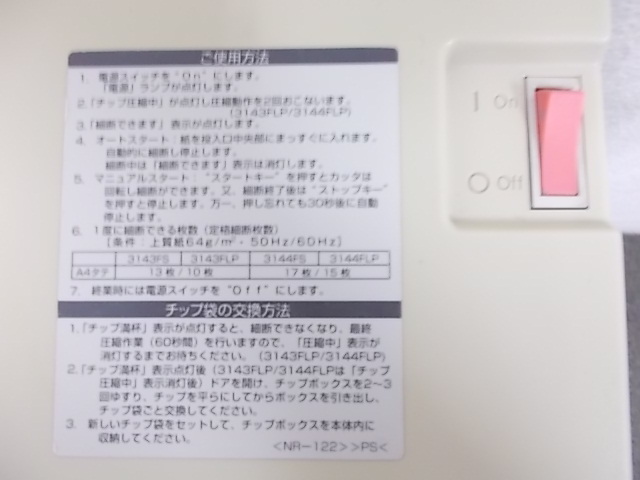 ご使用方法
1. 電源スイッチを"On"にします。
「電源」ランプが点灯します。
2.「チップ圧縮中」が点灯し圧縮動作を2回おこないます。
(3143FLP/3144FLP)
3.「細断できます」表示が点灯します。
4. オートスタート：紙を投入口中央部にまっすぐに入れます。
自動的に細断し停止します。
細断中は「細断できます」表示は消灯します。
5. マニュアルスタート："スタートキー"を押すとカッタは
回転し細断ができます。又、細断終了後は"ストップキー"
を押すと停止します。万一、押し忘れても30秒後に自動
停止します。
6. 1度に細断できる枚数（定格細断枚数）
[条件：上質紙64g/m²・50Hz/60Hz]
3143FS 3143FLP 3144FS 3144FLP
A4タテ 13枚/10枚 17枚/15枚
7. 終業時には電源スイッチを"Off"にします。
チップ袋の交換方法
1.「チップ満杯」表示が点灯すると、細断できなくなり、最終
圧縮作業（60秒間）を行いますので、「圧縮中」表示が
消灯するまでお待ちください。(3143FLP/3144FLP)
2.「チップ満杯」表示点灯後(3143FLP/3144FLPは「チップ
圧縮中」表示消灯後)ドアを開け、チップボックスを2〜3
回ゆすり、チップを平らにしてからボックスを引き出し、
チップ袋ごと交換してください。
3. 新しいチップ袋をセットして、チップボックスを本体内に
収納してください。
<NR-122>>PS<
| On
○ Off